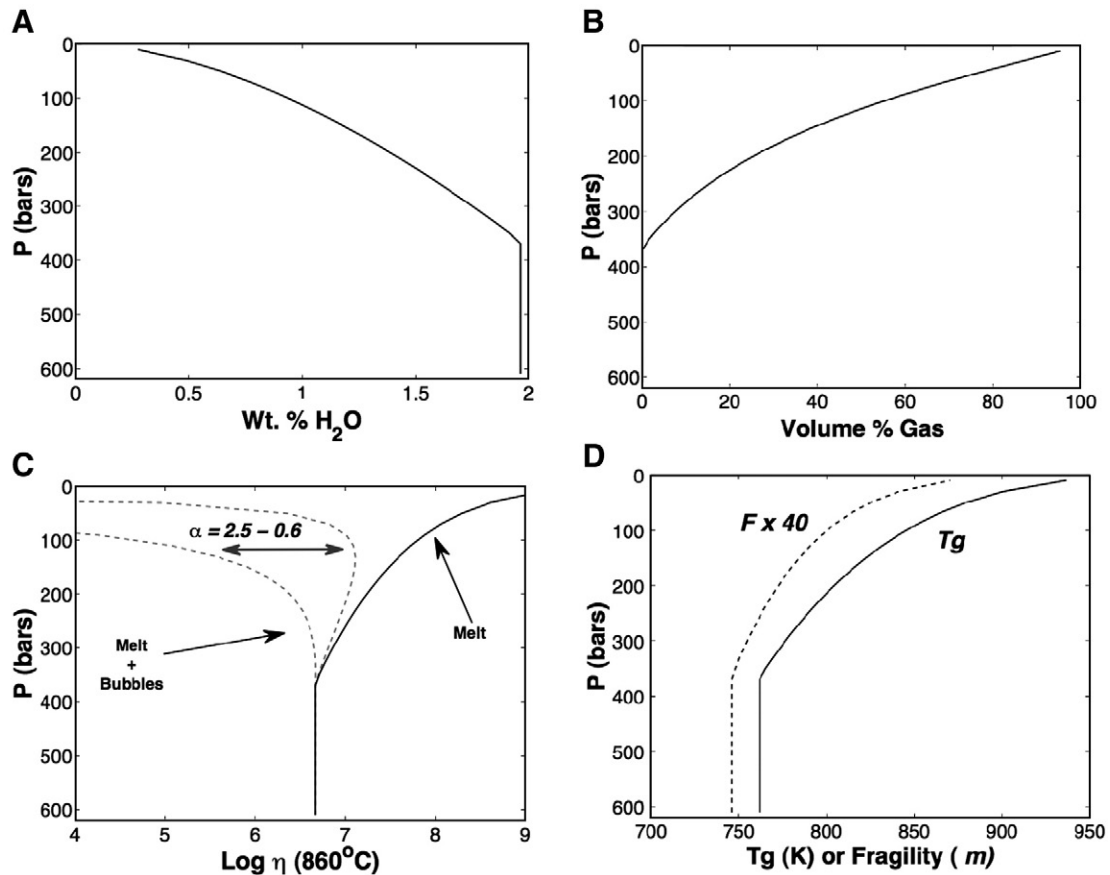 A
0
100
200
300
400
500
600
P (bars)
0
0.5
1
1.5
2
Wt. % H₂O
B
0
100
200
300
400
500
600
P (bars)
0
20
40
60
80
100
Volume % Gas
C
0
100
200
300
400
500
600
P (bars)
α = 2.5 – 0.6
Melt
+
Bubbles
Melt
4
5
6
7
8
9
Log η (860°C)
D
0
100
200
300
400
500
600
P (bars)
F x 40
Tg
700
750
800
850
900
950
Tg (K) or Fragility ( m)